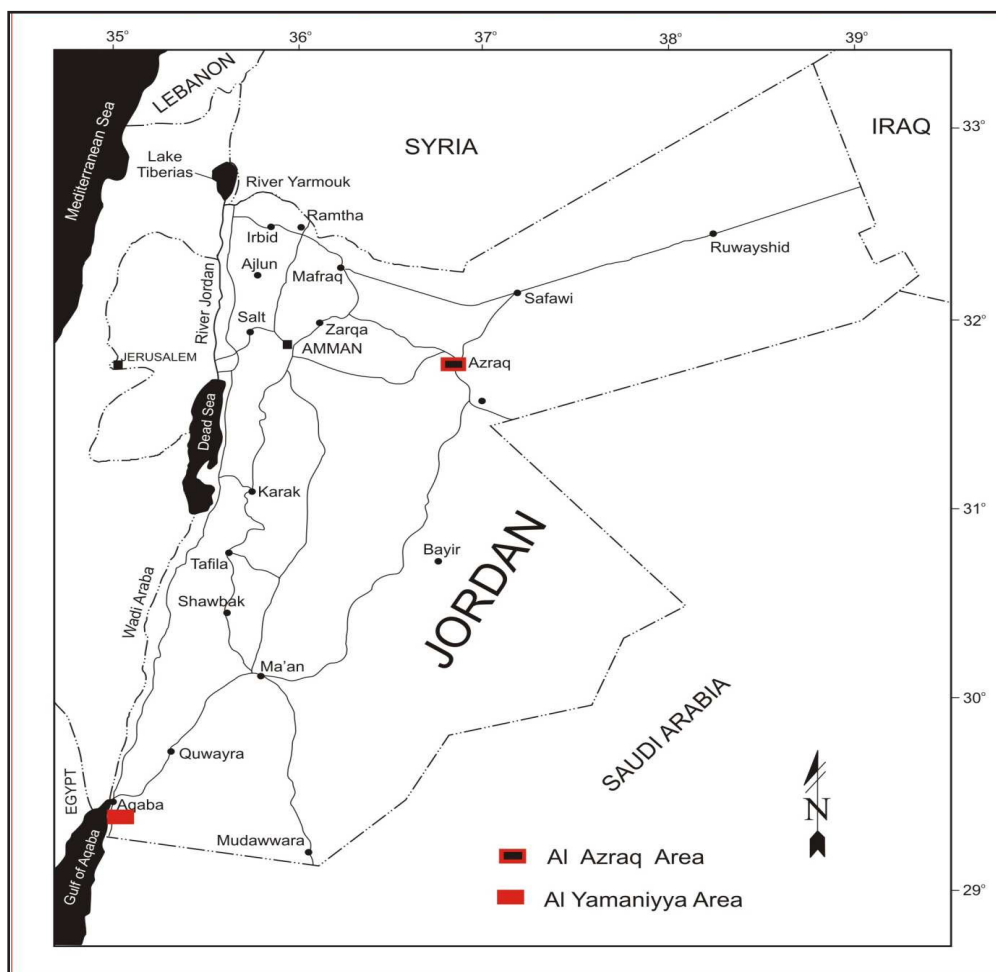 35°
36°
37°
38°
39°
LEBANON
SYRIA
IRAQ
33°
Mediterranean Sea
Lake
Tiberias
River Yarmouk
Ramtha
Irbid
Ruwayshid
Ajlun
Mafraq
Safawi
River Jordan
Salt
Zarqa
32°
AMMAN
JERUSALEM
Azraq
Dead Sea
Karak
31°
JORDAN
Bayir
Tafila
Wadi Araba
Shawbak
Ma'an
30°
SAUDI ARABIA
Quwayra
EGYPT
Aqaba
N
Mudawwara
Gulf of Aqaba
Al Azraq Area
29°
Al Yamaniyya Area